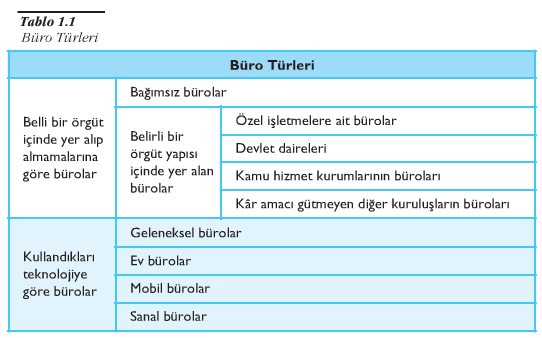 Tablo 1.1
Büro Türleri
Büro Türleri
Belli bir örgüt
içinde yer alıp
almamalarına
göre bürolar
Bağımsız bürolar
Belirli bir
örgüt yapısı
içinde yer alan
bürolar
Özel işletmelere ait bürolar
Devlet daireleri
Kamu hizmet kurumlarının büroları
Kâr amacı gütmeyen diğer kuruluşların büroları
Kullandıkları
teknolojiye
göre bürolar
Geleneksel bürolar
Ev bürolar
Mobil bürolar
Sanal bürolar